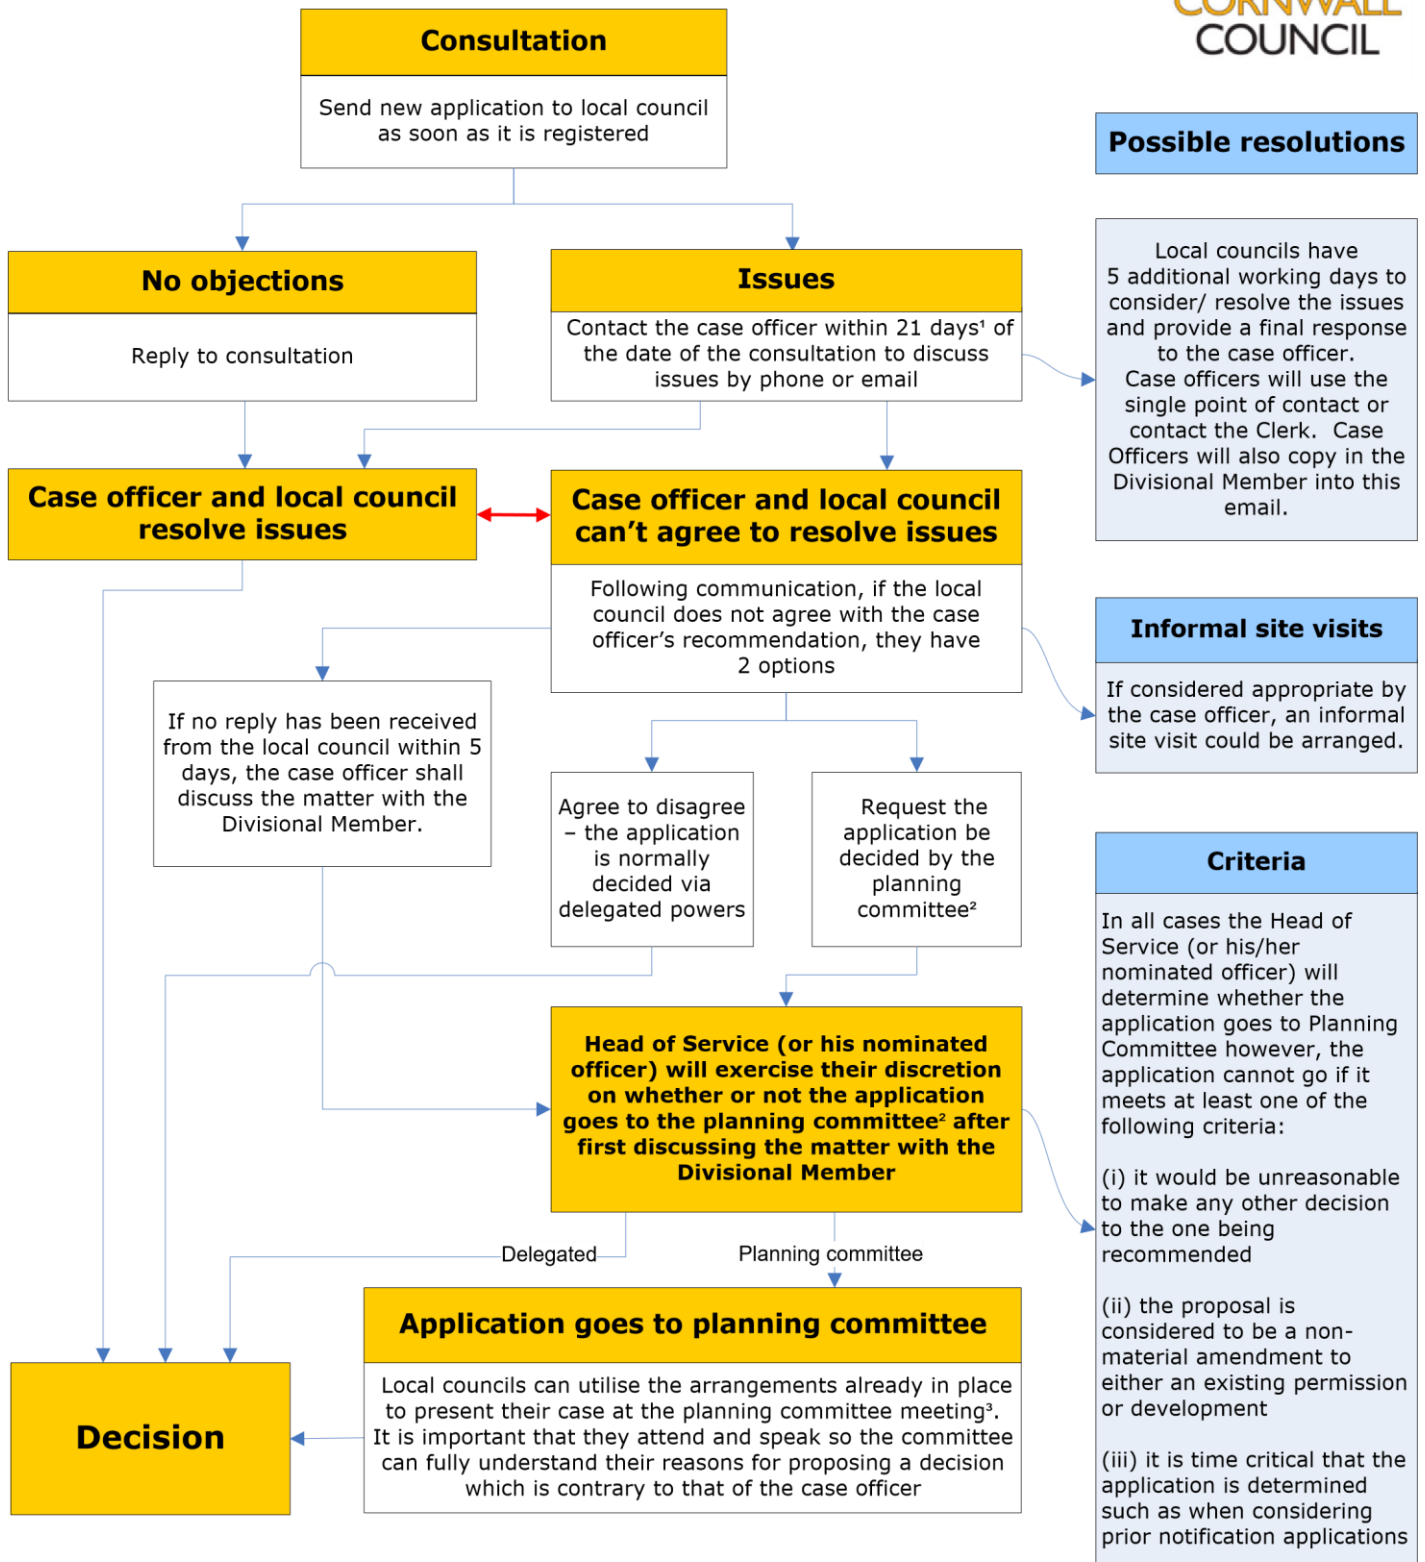 CORNWALL
COUNCIL
Consultation
Send new application to local council
as soon as it is registered
Possible resolutions
No objections
Reply to consultation
Issues
Contact the case officer within 21 days¹ of
the date of the consultation to discuss
issues by phone or email
Local councils have
5 additional working days to
consider/ resolve the issues
and provide a final response
to the case officer.
Case officers will use the
single point of contact or
contact the Clerk.  Case
Officers will also copy in the
Divisional Member into this
email.
Case officer and local council
resolve issues
Case officer and local council
can't agree to resolve issues
Following communication, if the local
council does not agree with the case
officer's recommendation, they have
2 options
Informal site visits
If considered appropriate by
the case officer, an informal
site visit could be arranged.
If no reply has been received
from the local council within 5
days, the case officer shall
discuss the matter with the
Divisional Member.
Agree to disagree
– the application
is normally
decided via
delegated powers
Request the
application be
decided by the
planning
committee²
Criteria
In all cases the Head of
Service (or his/her
nominated officer) will
determine whether the
application goes to Planning
Committee however, the
application cannot go if it
meets at least one of the
following criteria:
(i) it would be unreasonable
to make any other decision
to the one being
recommended
(ii) the proposal is
considered to be a non-
material amendment to
either an existing permission
or development
(iii) it is time critical that the
application is determined
such as when considering
prior notification applications
Head of Service (or his nominated
officer) will exercise their discretion
on whether or not the application
goes to the planning committee² after
first discussing the matter with the
Divisional Member
Delegated
Planning committee
Application goes to planning committee
Local councils can utilise the arrangements already in place
to present their case at the planning committee meeting³.
It is important that they attend and speak so the committee
can fully understand their reasons for proposing a decision
which is contrary to that of the case officer
Decision